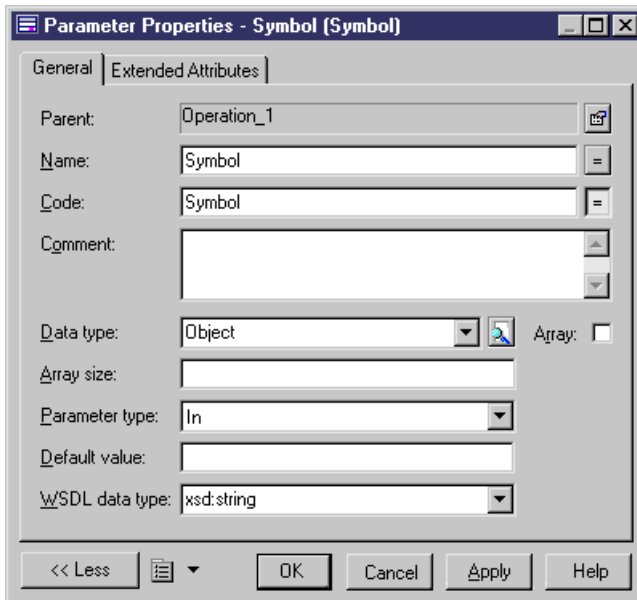 Parameter Properties - Symbol (Symbol)
General Extended Attributes
Parent: Operation_1
Name: Symbol =
Code: Symbol =
Comment:
Data type: Object Array:
Array size:
Parameter type: In
Default value:
WSDL data type: xsd:string
<< Less OK Cancel Apply Help